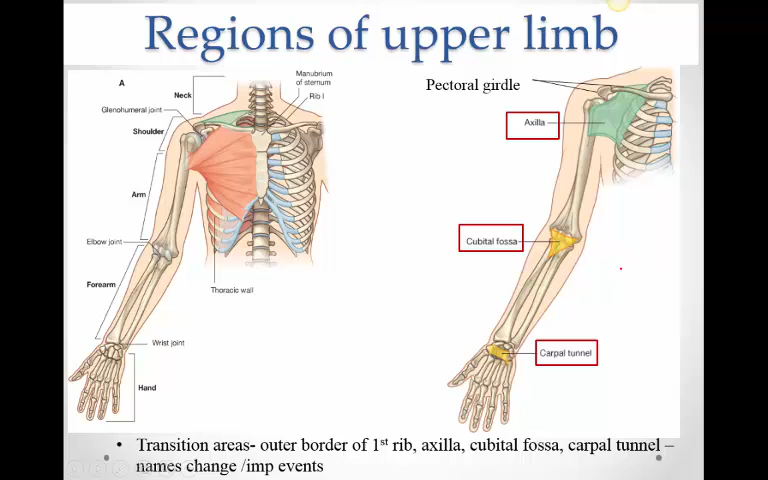 Regions of upper limb
A
Neck
Manubrium
of sternum
Rib I
Glenohumeral joint
Shoulder
Arm
Elbow joint
Forearm
Thoracic wall
Wrist joint
Hand
Pectoral girdle
Axilla
Cubital fossa
Carpal tunnel
• Transition areas- outer border of 1st rib, axilla, cubital fossa, carpal tunnel –
names change /imp events